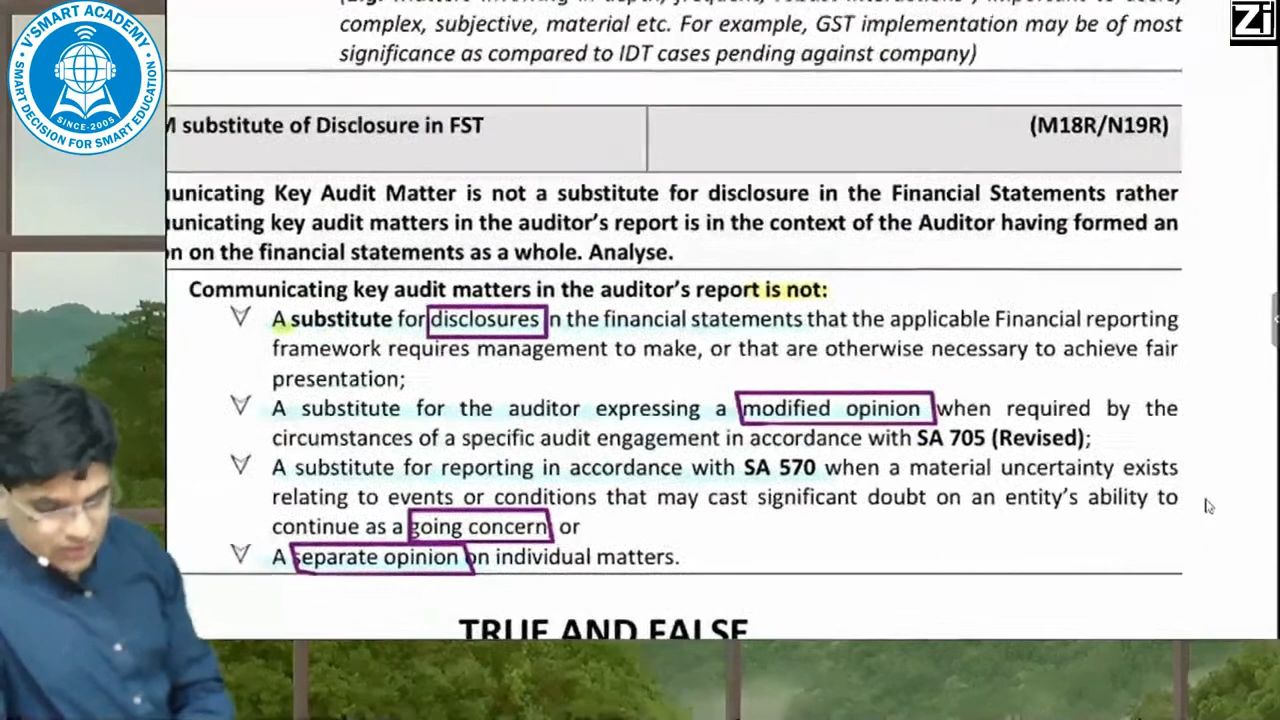 complex, subjective, material etc. For example, GST implementation may be of most
significance as compared to IDT cases pending against company)
substitute of Disclosure in FST (M18R/N19R)
Key Audit Matter is not a substitute for disclosure in the Financial Statements rather
key audit matters in the auditor's report is in the context of the Auditor having formed an
on the financial statements as a whole. Analyse.
Communicating key audit matters in the auditor's report is not:
A substitute for disclosures in the financial statements that the applicable Financial reporting
framework requires management to make, or that are otherwise necessary to achieve fair
presentation;
A substitute for the auditor expressing a modified opinion when required by the
circumstances of a specific audit engagement in accordance with SA 705 (Revised);
A substitute for reporting in accordance with SA 570 when a material uncertainty exists
relating to events or conditions that may cast significant doubt on an entity's ability to
continue as a going concern or
A separate opinion on individual matters.
TRUE AND FALSE
V'SMART ACADEMY
SMART DECISION FOR SMART EDUCATION
SINCE-2005
Zi